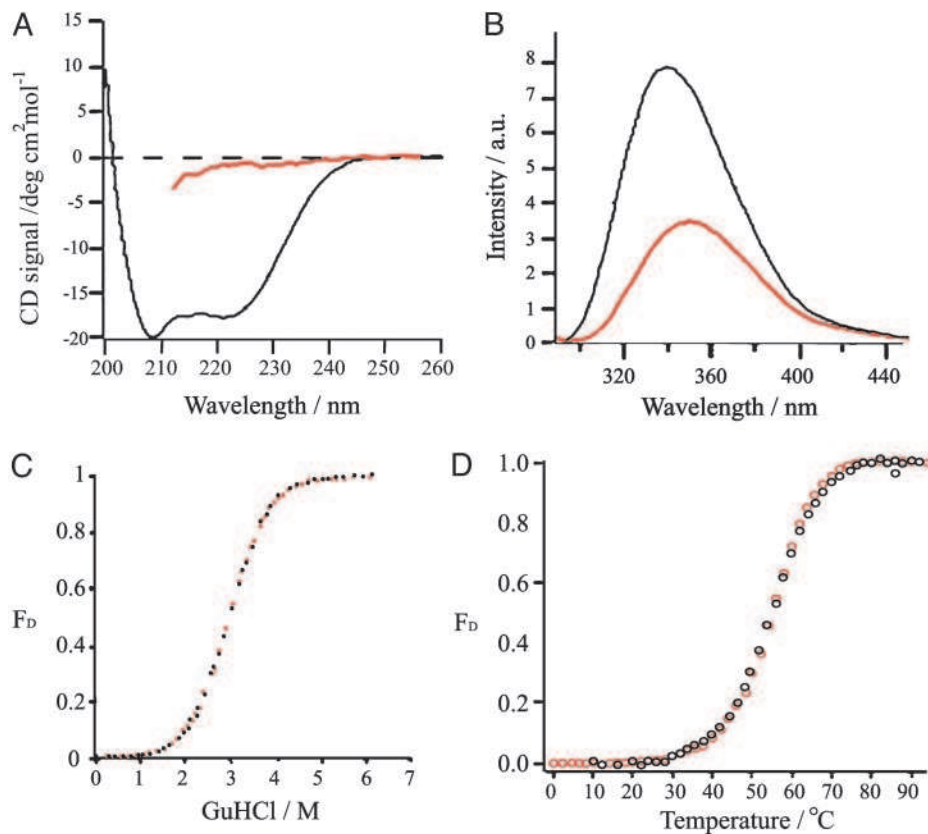 A
CD signal /deg cm²mol⁻¹
15
10
5
0
-5
-10
-15
-20
200 210 220 230 240 250 260
Wavelength / nm
B
Intensity / a.u.
8
7
6
5
4
3
2
1
0
320 360 400 440
Wavelength / nm
C
F_D
1
0.8
0.6
0.4
0.2
0
0 1 2 3 4 5 6 7
GuHCl / M
D
F_D
1.0
0.8
0.6
0.4
0.2
0.0
0 10 20 30 40 50 60 70 80 90
Temperature / °C